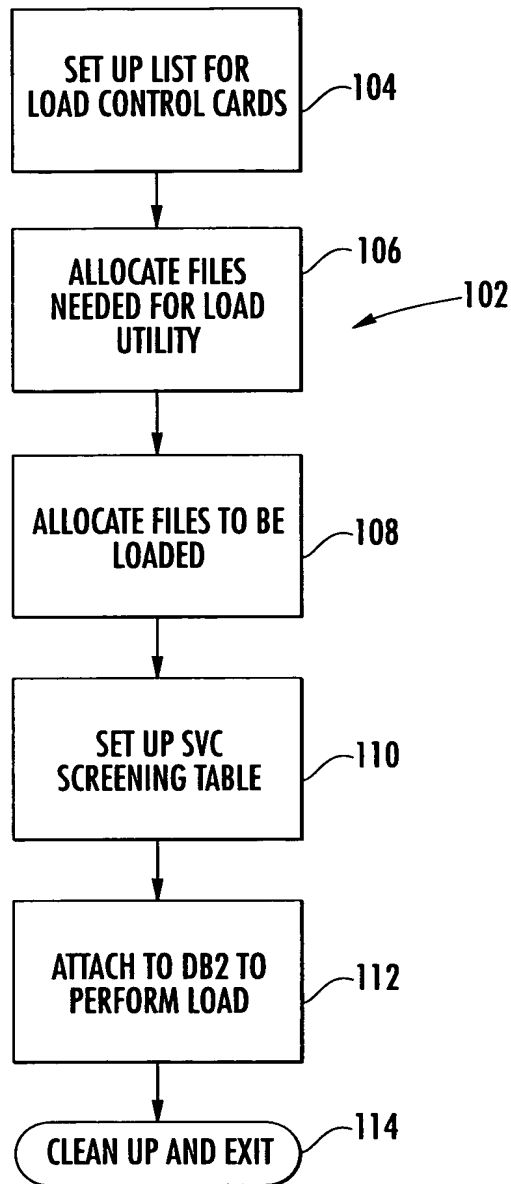 SET UP LIST FOR
LOAD CONTROL CARDS
104
ALLOCATE FILES
NEEDED FOR LOAD
UTILITY
106
102
ALLOCATE FILES TO BE
LOADED
108
SET UP SVC
SCREENING TABLE
110
ATTACH TO DB2 TO
PERFORM LOAD
112
CLEAN UP AND EXIT
114